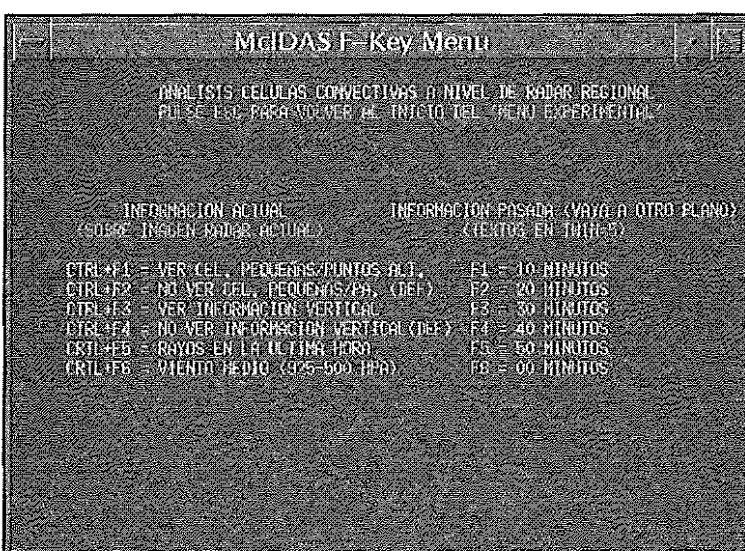 McIDAS F-Key Menu
ANALISIS CELULAS CONVECTIVAS A NIVEL DE RADAR REGIONAL
PULSE ESC PARA VOLVER AL INICIO DEL "MENU EXPERIMENTAL"
INFORMACION ACTUAL
(SOBRE IMAGEN RADAR ACTUAL)
INFORMACION PASADA (VAYA A OTRO PLANO)
(TEXTOS EN TWIN-5)
CTRL+F1 = VER CEL. PEQUEÑAS/PUNTOS ALT.
CTRL+F2 = NO VER CEL. PEQUEÑAS/PA. (DEF)
CTRL+F3 = VER INFORMACION VERTICAL
CTRL+F4 = NO VER INFORMACION VERTICAL(DEF)
CRTL+F5 = RAYOS EN LA ULTIMA HORA
CRTL+F6 = VIENTO MEDIO (925-500 HPA)
F1 = 10 MINUTOS
F2 = 20 MINUTOS
F3 = 30 MINUTOS
F4 = 40 MINUTOS
F5 = 50 MINUTOS
F6 = 00 MINUTOS